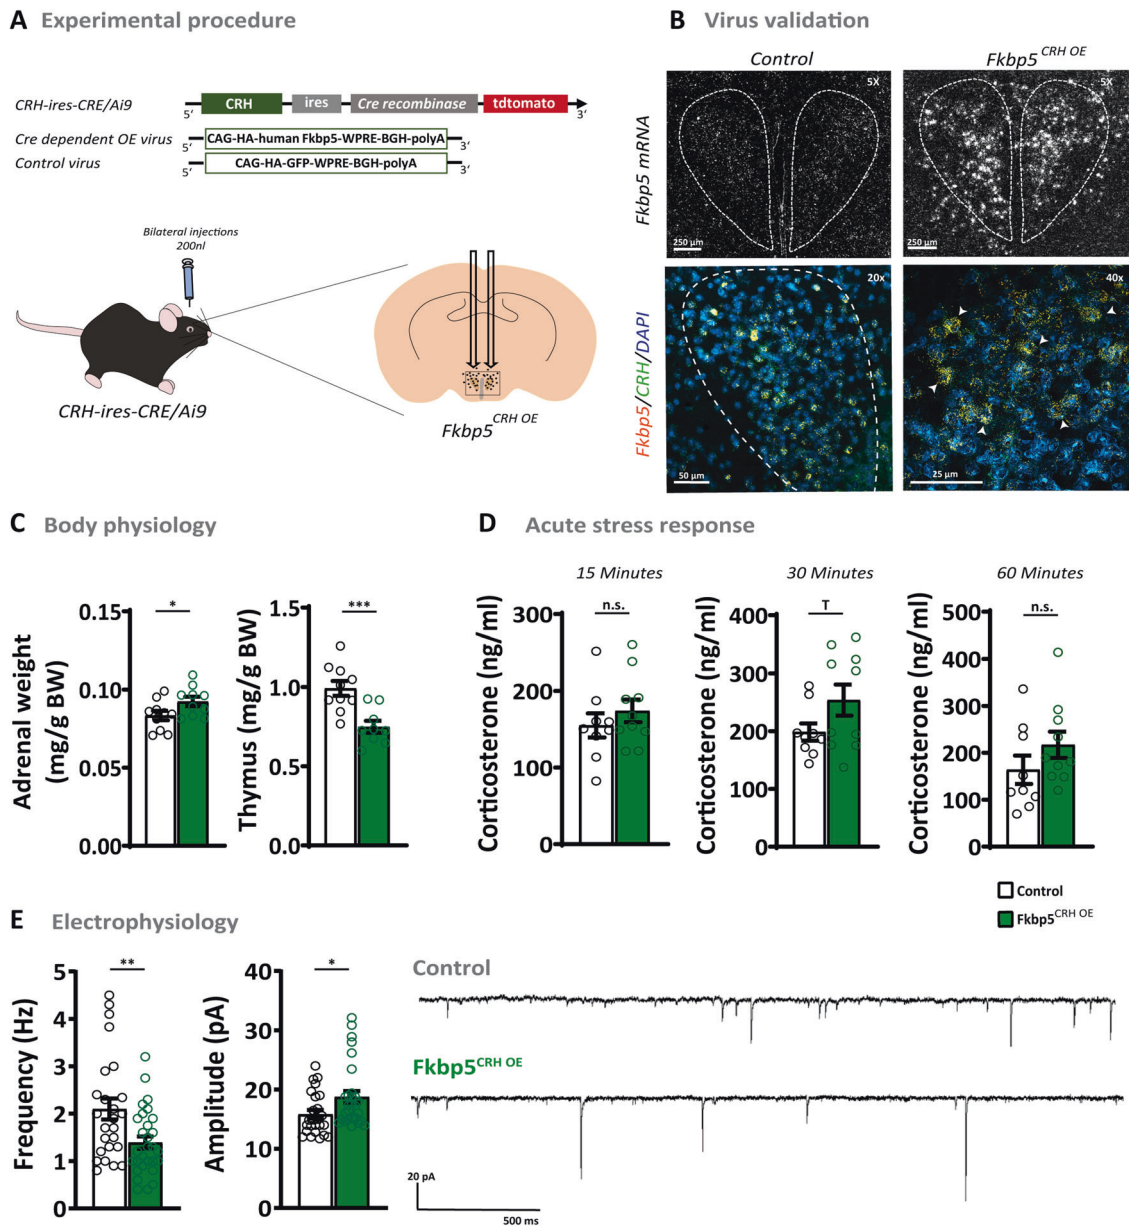 A Experimental procedure
CRH-ires-CRE/Ai9
5‘
CRH
ires
Cre recombinase
tdtomato
3‘
Cre dependent OE virus
5‘
CAG-HA-human Fkbp5-WPRE-BGH-polyA
3‘
Control virus
5‘
CAG-HA-GFP-WPRE-BGH-polyA
3‘
Bilateral injections
200nl
CRH-ires-CRE/Ai9
Fkbp5CRH OE
B Virus validation
Control
Fkbp5CRH OE
Fkbp5 mRNA
5X
250 µm
5X
250 µm
Fkbp5/CRH/DAPI
20x
50 µm
40x
25 µm
C Body physiology
Adrenal weight
(mg/g BW)
0.15
0.10
0.05
0.00
*
Thymus (mg/g BW)
1.5
1.0
0.5
0.0
***
D Acute stress response
15 Minutes
Corticosterone (ng/ml)
300
200
100
0
n.s.
30 Minutes
Corticosterone (ng/ml)
400
300
200
100
0
T
60 Minutes
Corticosterone (ng/ml)
500
400
300
200
100
0
n.s.
Control
Fkbp5CRH OE
E Electrophysiology
Frequency (Hz)
5
4
3
2
1
0
**
Amplitude (pA)
40
30
20
10
0
*
Control
Fkbp5CRH OE
20 pA
500 ms